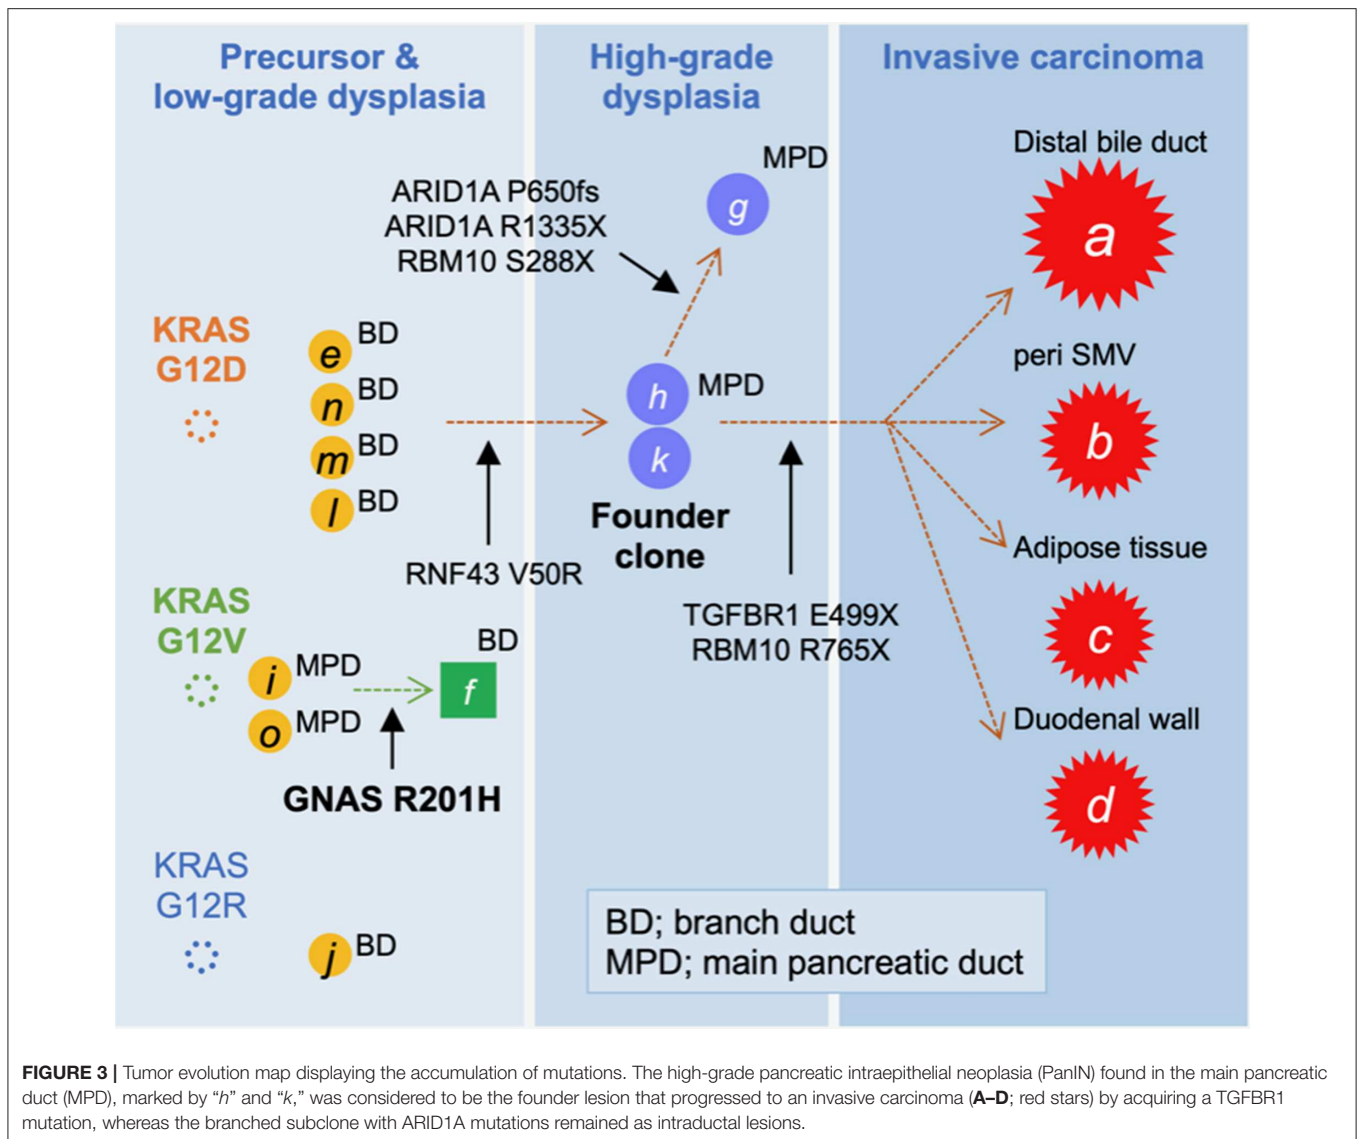 Precursor &
low-grade dysplasia
High-grade
dysplasia
Invasive carcinoma
ARID1A P650fs
ARID1A R1335X
RBM10 S288X
MPD
g
Distal bile duct
a
KRAS
G12D
e BD
n BD
m BD
l BD
h MPD
k
Founder
clone
RNF43 V50R
peri SMV
b
TGFBR1 E499X
RBM10 R765X
Adipose tissue
c
KRAS
G12V
i MPD
o MPD
BD
f
GNAS R201H
Duodenal wall
d
KRAS
G12R
j BD
BD; branch duct
MPD; main pancreatic duct
FIGURE 3 | Tumor evolution map displaying the accumulation of mutations. The high-grade pancreatic intraepithelial neoplasia (PanIN) found in the main pancreatic
duct (MPD), marked by “h” and “k,” was considered to be the founder lesion that progressed to an invasive carcinoma (A–D; red stars) by acquiring a TGFBR1
mutation, whereas the branched subclone with ARID1A mutations remained as intraductal lesions.